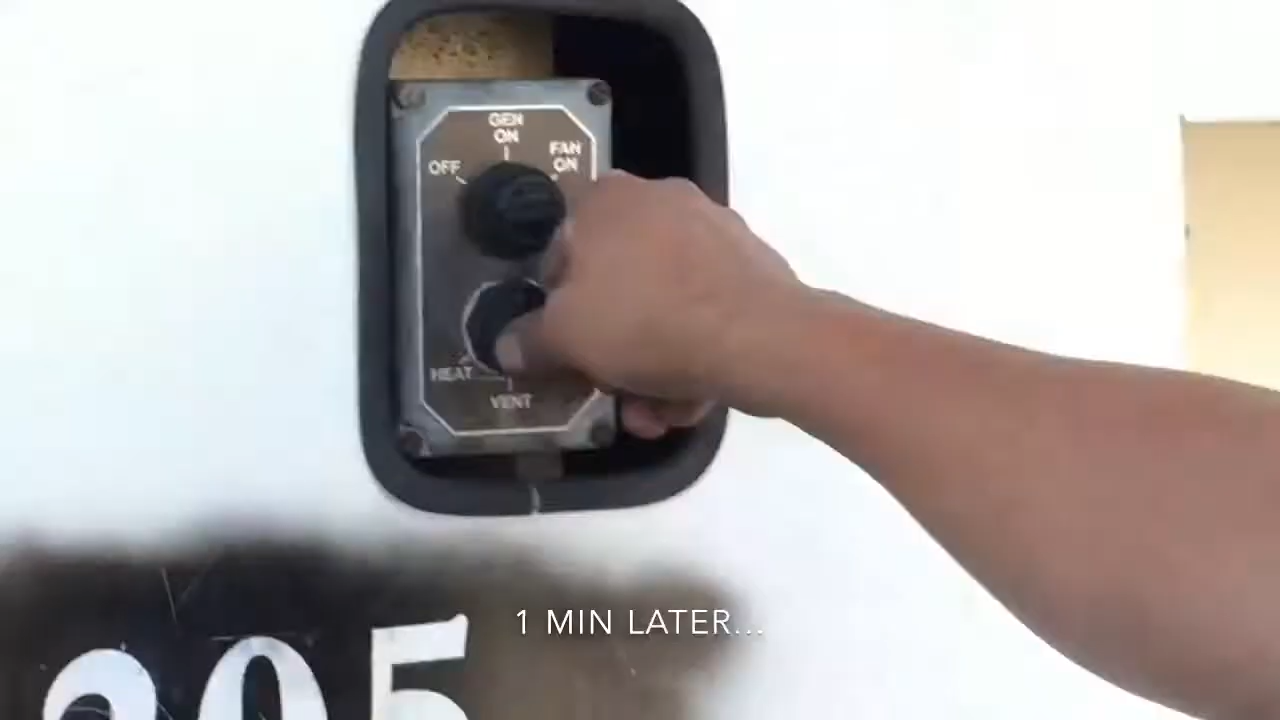 GEN
ON
FAN
ON
OFF
HEAT
VENT
1 MIN LATER...
205